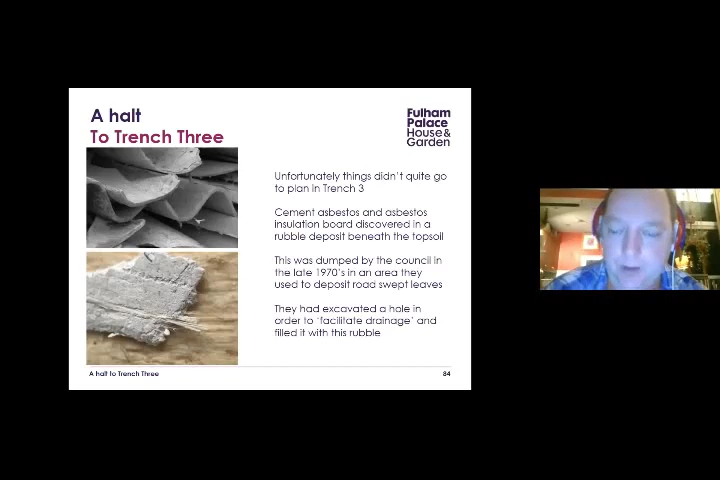 A halt
To Trench Three
Fulham
Palace
House&
Garden
Unfortunately things didn't quite go
to plan in Trench 3
Cement asbestos and asbestos
insulation board discovered in a
rubble deposit beneath the topsoil
This was dumped by the council in
the late 1970's in an area they
used to deposit road swept leaves
They had excavated a hole in
order to 'facilitate drainage' and
filled it with this rubble
A halt to Trench Three
84